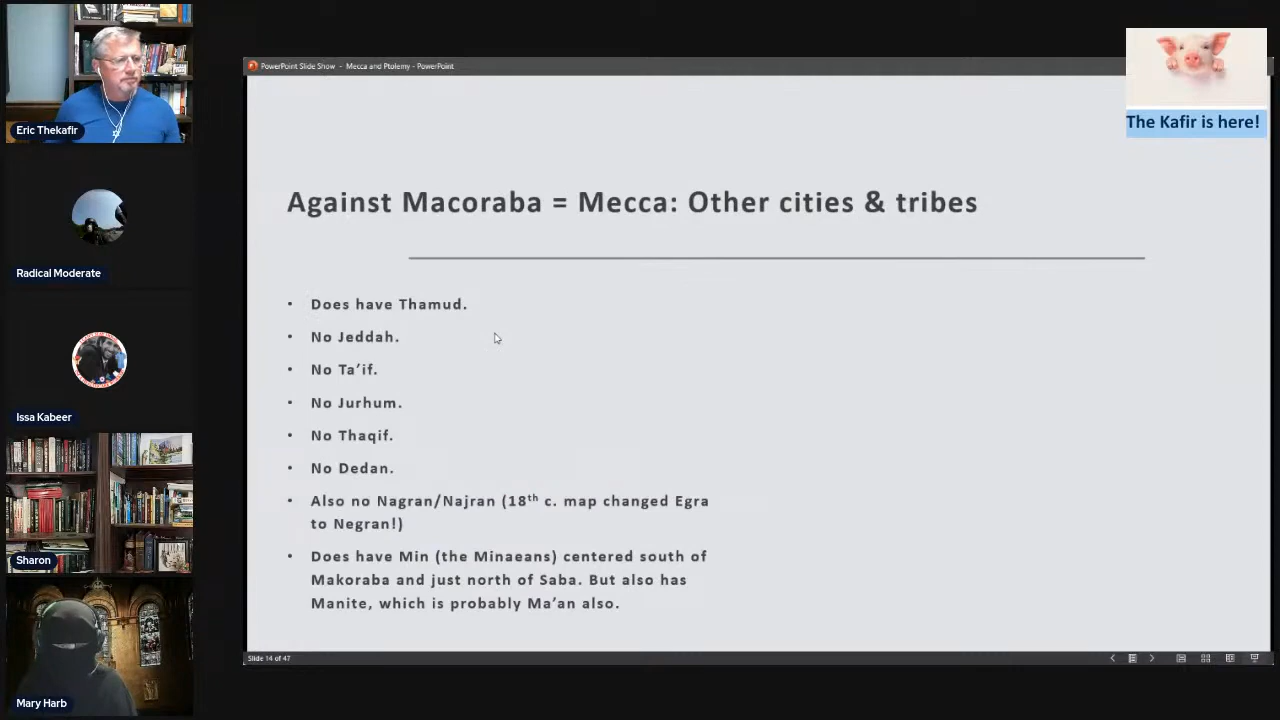 PowerPoint Slide Show - Mecca and Ptolemy - PowerPoint
The Kafir is here!
Eric Thekafir
Radical Moderate
Issa Kabeer
Sharon
Mary Harb
Against Macoraba = Mecca: Other cities & tribes
• Does have Thamud.
• No Jeddah.
• No Ta’if.
• No Jurhum.
• No Thaqif.
• No Dedan.
• Also no Nagran/Najran (18th c. map changed Egra
to Negran!)
• Does have Min (the Minaeans) centered south of
Makoraba and just north of Saba. But also has
Manite, which is probably Ma’an also.
Slide 14 of 47